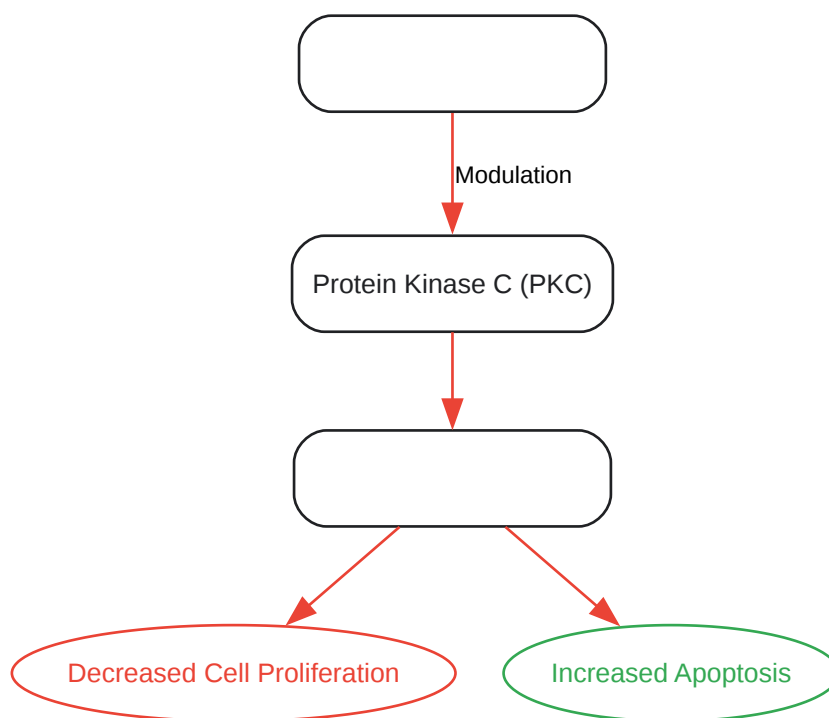 Modulation
Protein Kinase C (PKC)
Decreased Cell Proliferation
Increased Apoptosis